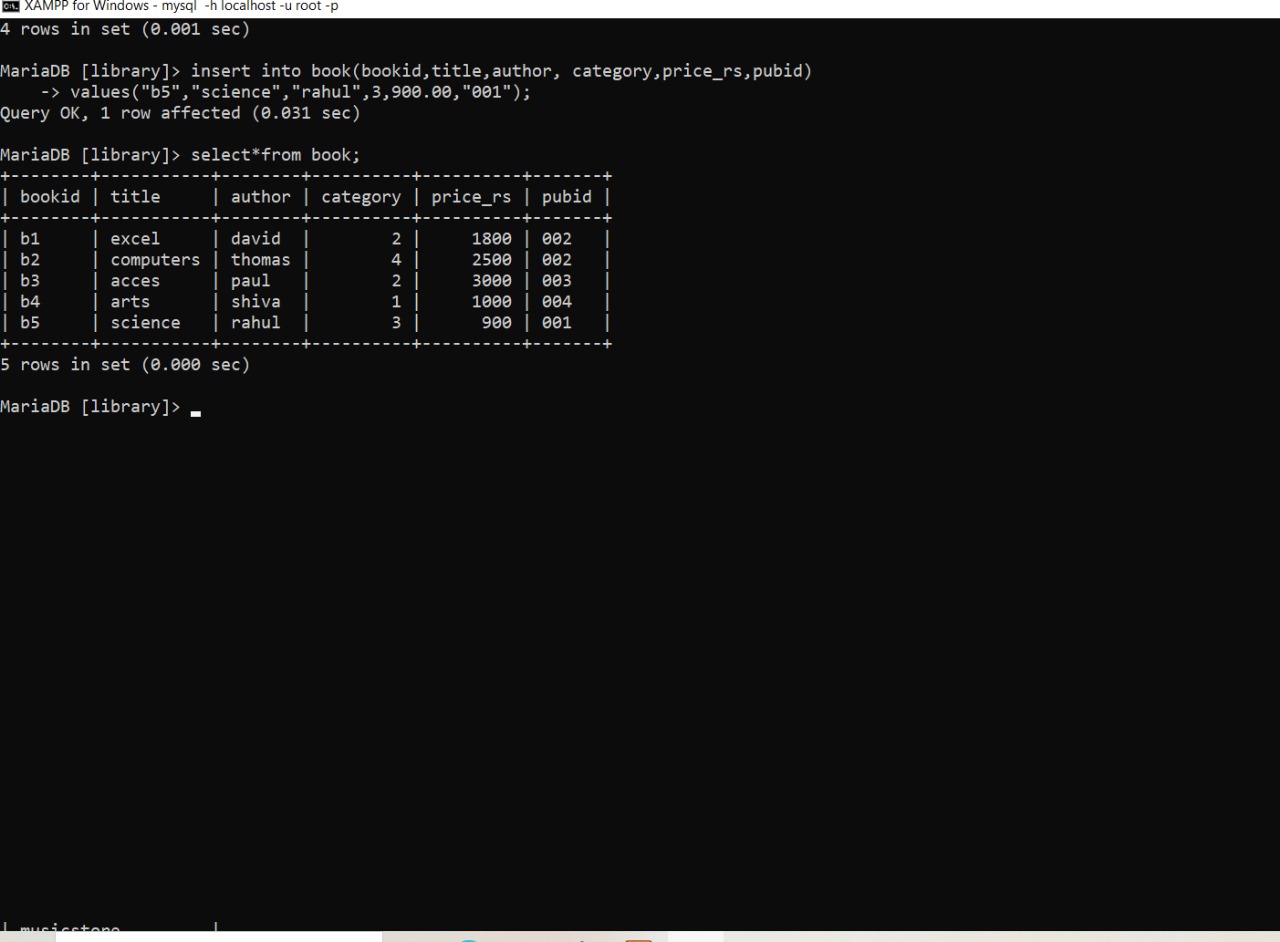 XAMPP for Windows - mysql -h localhost -u root -p
4 rows in set (0.001 sec)
MariaDB [library]> insert into book(bookid,title,author, category,price_rs,pubid)
    -> values("b5","science","rahul",3,900.00,"001");
Query OK, 1 row affected (0.031 sec)
MariaDB [library]> select*from book;
+--------+-----------+--------+----------+----------+-------+
| bookid | title     | author | category | price_rs | pubid |
+--------+-----------+--------+----------+----------+-------+
| b1     | excel     | david  |        2 |     1800 | 002   |
| b2     | computers | thomas |        4 |     2500 | 002   |
| b3     | acces     | paul   |        2 |     3000 | 003   |
| b4     | arts      | shiva  |        1 |     1000 | 004   |
| b5     | science   | rahul  |        3 |      900 | 001   |
+--------+-----------+--------+----------+----------+-------+
5 rows in set (0.000 sec)
MariaDB [library]>
| musicstore         |